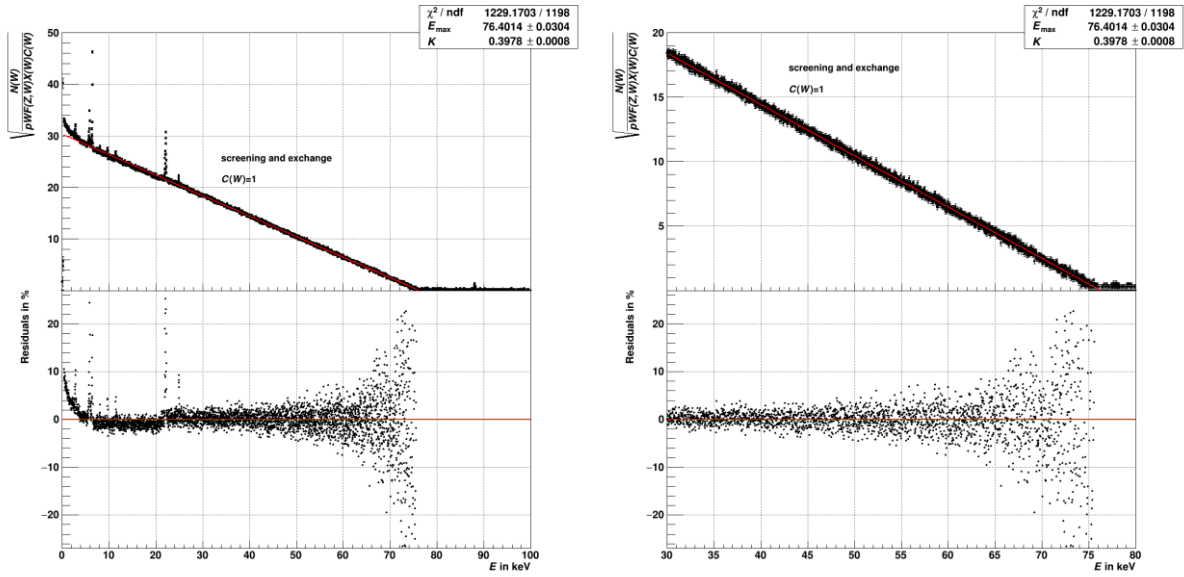 χ² / ndf 1229.1703 / 1198
E_max 76.4014 ± 0.0304
K 0.3978 ± 0.0008
√ N(W) / pWF(Z,W)X(W)C(W)
50
40
30
20
10
screening and exchange
C(W)=1
Residuals in %
20
10
0
−10
−20
0 10 20 30 40 50 60 70 80 90 100
E in keV
χ² / ndf 1229.1703 / 1198
E_max 76.4014 ± 0.0304
K 0.3978 ± 0.0008
√ N(W) / pWF(Z,W)X(W)C(W)
20
15
10
5
screening and exchange
C(W)=1
Residuals in %
20
10
0
−10
−20
30 35 40 45 50 55 60 65 70 75 80
E in keV